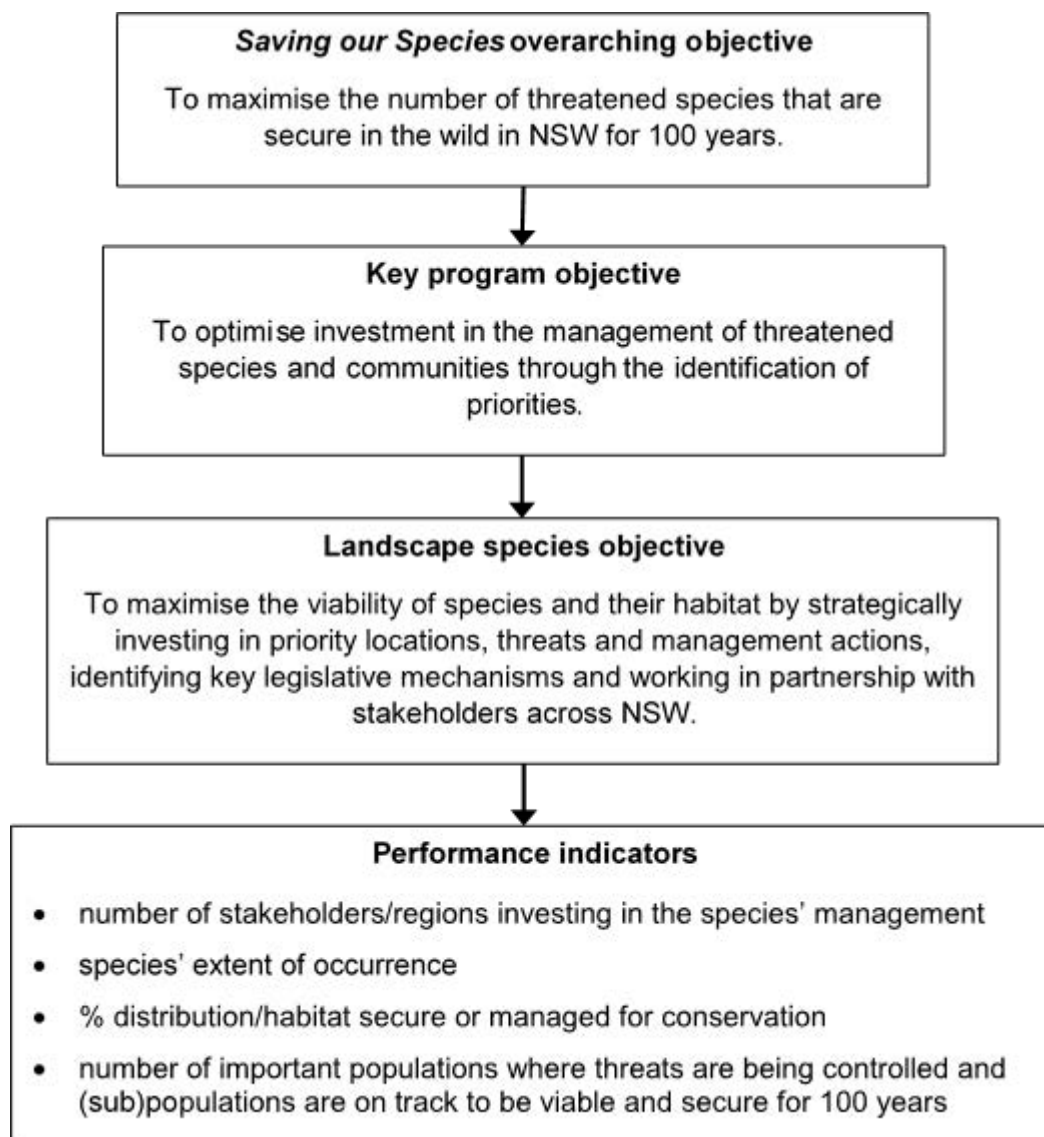 Saving our Species overarching objective
To maximise the number of threatened species that are
secure in the wild in NSW for 100 years.
Key program objective
To optimise investment in the management of threatened
species and communities through the identification of
priorities.
Landscape species objective
To maximise the viability of species and their habitat by strategically
investing in priority locations, threats and management actions,
identifying key legislative mechanisms and working in partnership with
stakeholders across NSW.
Performance indicators
• number of stakeholders/regions investing in the species’ management
• species’ extent of occurrence
• % distribution/habitat secure or managed for conservation
• number of important populations where threats are being controlled and
(sub)populations are on track to be viable and secure for 100 years